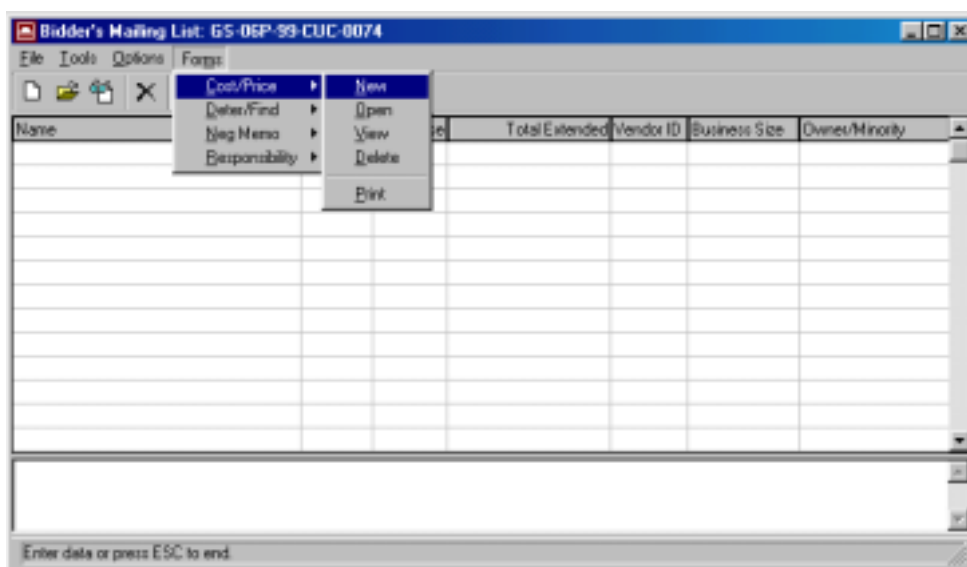 Bidder's Mailing List: GS-06P-99-CUC-0074
File Tools Options Forms
Cost/Price New
Deter/Find Open
Neg Memo View
Responsibility Delete
Print
Name Total Extended Vendor ID Business Size Owner/Minority
Enter data or press ESC to end.